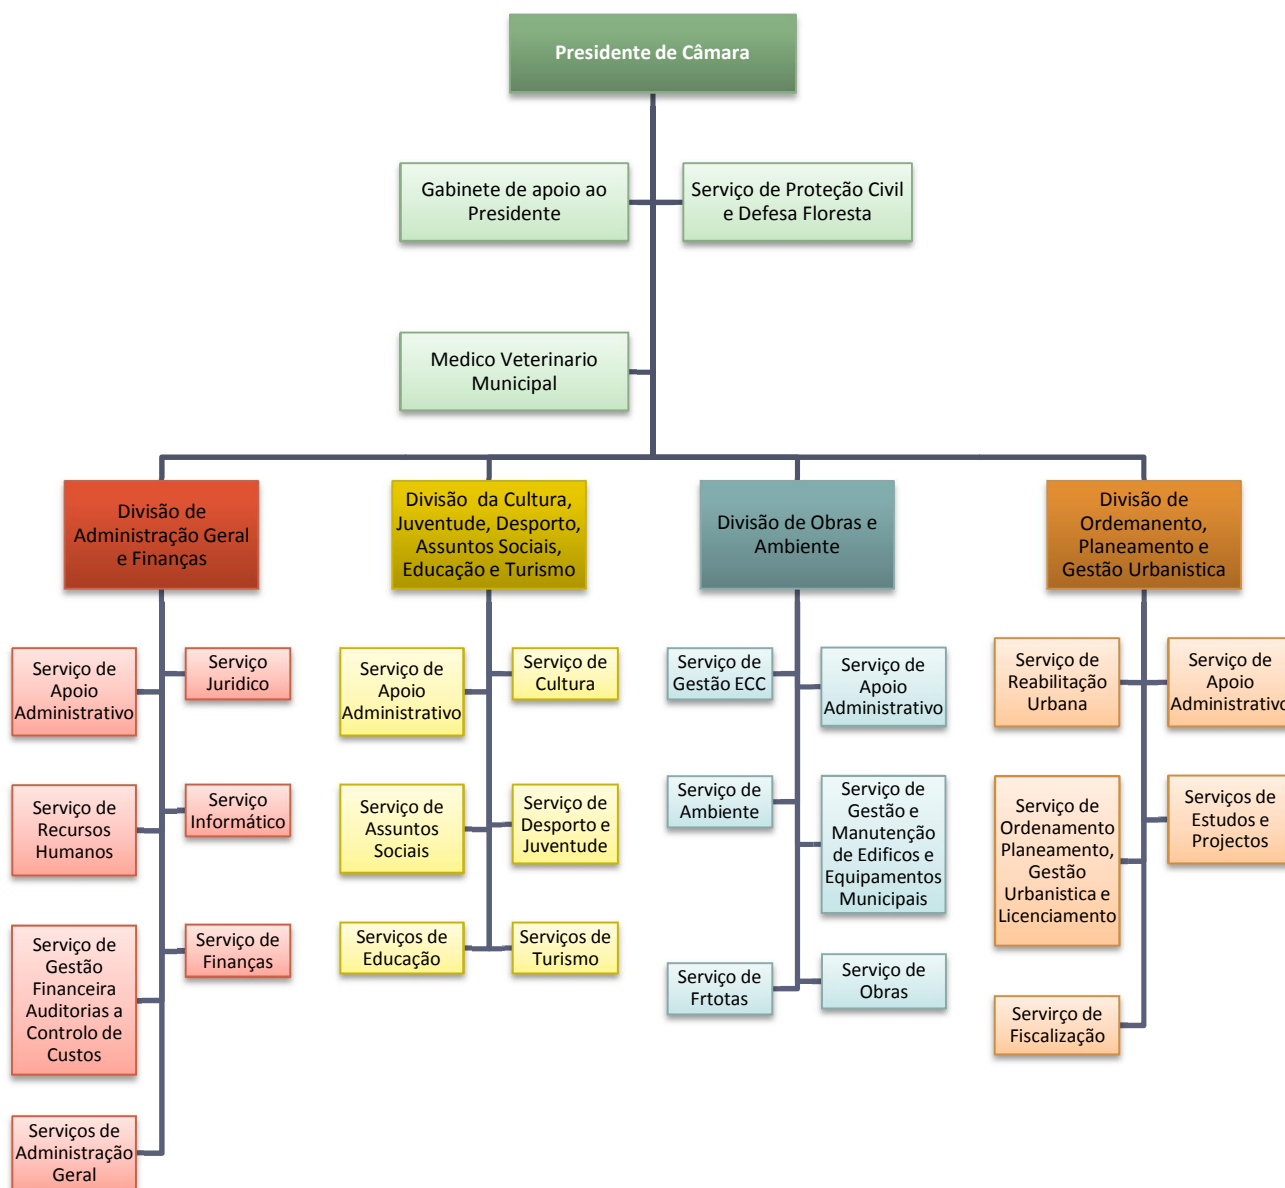 Presidente de Câmara
Gabinete de apoio ao
Presidente
Serviço de Proteção Civil
e Defesa Floresta
Medico Veterinario
Municipal
Divisão de
Administração Geral
e Finanças
Divisão da Cultura,
Juventude, Desporto,
Assuntos Sociais,
Educação e Turismo
Divisão de Obras e
Ambiente
Divisão de
Ordemanento,
Planeamento e
Gestão Urbanistica
Serviço de
Apoio
Administrativo
Serviço
Juridico
Serviço de
Recursos
Humanos
Serviço
Informático
Serviço de
Gestão
Financeira
Auditorias a
Controlo de
Custos
Serviço de
Finanças
Serviços de
Administração
Geral
Serviço de
Apoio
Administrativo
Serviço de
Cultura
Serviço de
Assuntos
Sociais
Serviço de
Desporto e
Juventude
Serviços de
Educação
Serviços de
Turismo
Serviço de
Gestão ECC
Serviço de
Apoio
Administrativo
Serviço de
Ambiente
Serviço de
Gestão e
Manutenção
de Edificos e
Equipamentos
Municipais
Serviço de
Frtotas
Serviço de
Obras
Serviço de
Reabilitação
Urbana
Serviço de
Apoio
Administrativo
Serviço de
Ordenamento
Planeamento,
Gestão
Urbanistica e
Licenciamento
Serviços de
Estudos e
Projectos
Servirço de
Fiscalização